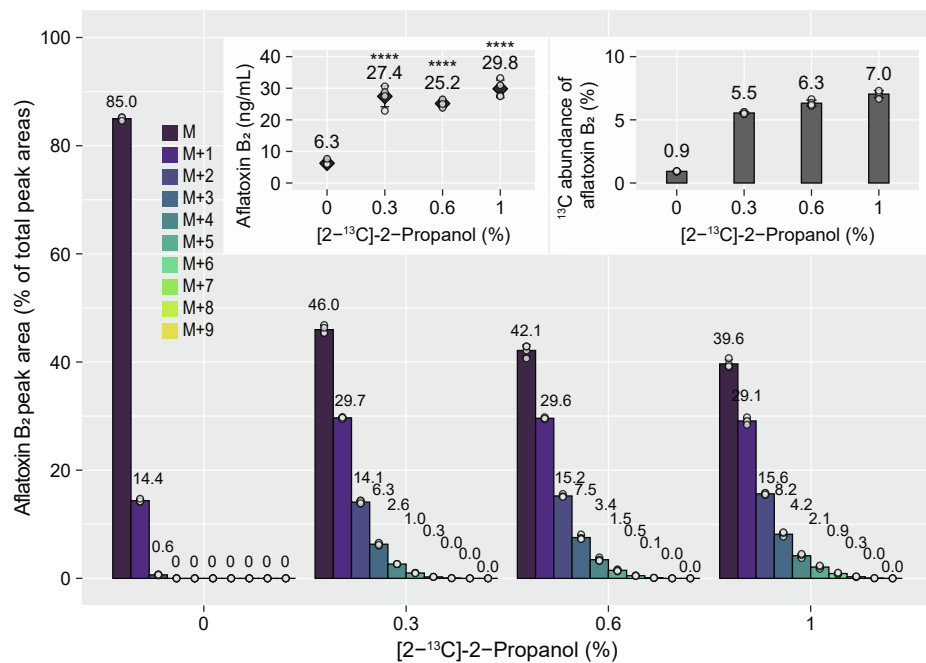 Aflatoxin B₂ peak area (% of total peak areas)
100
80
60
40
20
0
85.0
14.4
0.6
0 0 0 0 0 0 0
M
M+1
M+2
M+3
M+4
M+5
M+6
M+7
M+8
M+9
Aflatoxin B₂ (ng/mL)
40
30
20
10
0
6.3
****
27.4
****
25.2
****
29.8
0 0.3 0.6 1
[2−¹³C]-2−Propanol (%)
¹³C abundance of
aflatoxin B₂ (%)
10
5
0
0.9
5.5
6.3
7.0
0 0.3 0.6 1
[2−¹³C]-2−Propanol (%)
46.0
29.7
14.1
6.3
2.6
1.0
0.3
0.0
0.0
42.1
29.6
15.2
7.5
3.4
1.5
0.5
0.1
0.0
0.0
39.6
29.1
15.6
8.2
4.2
2.1
0.9
0.3
0.0
0.0
0 0.3 0.6 1
[2−¹³C]-2−Propanol (%)